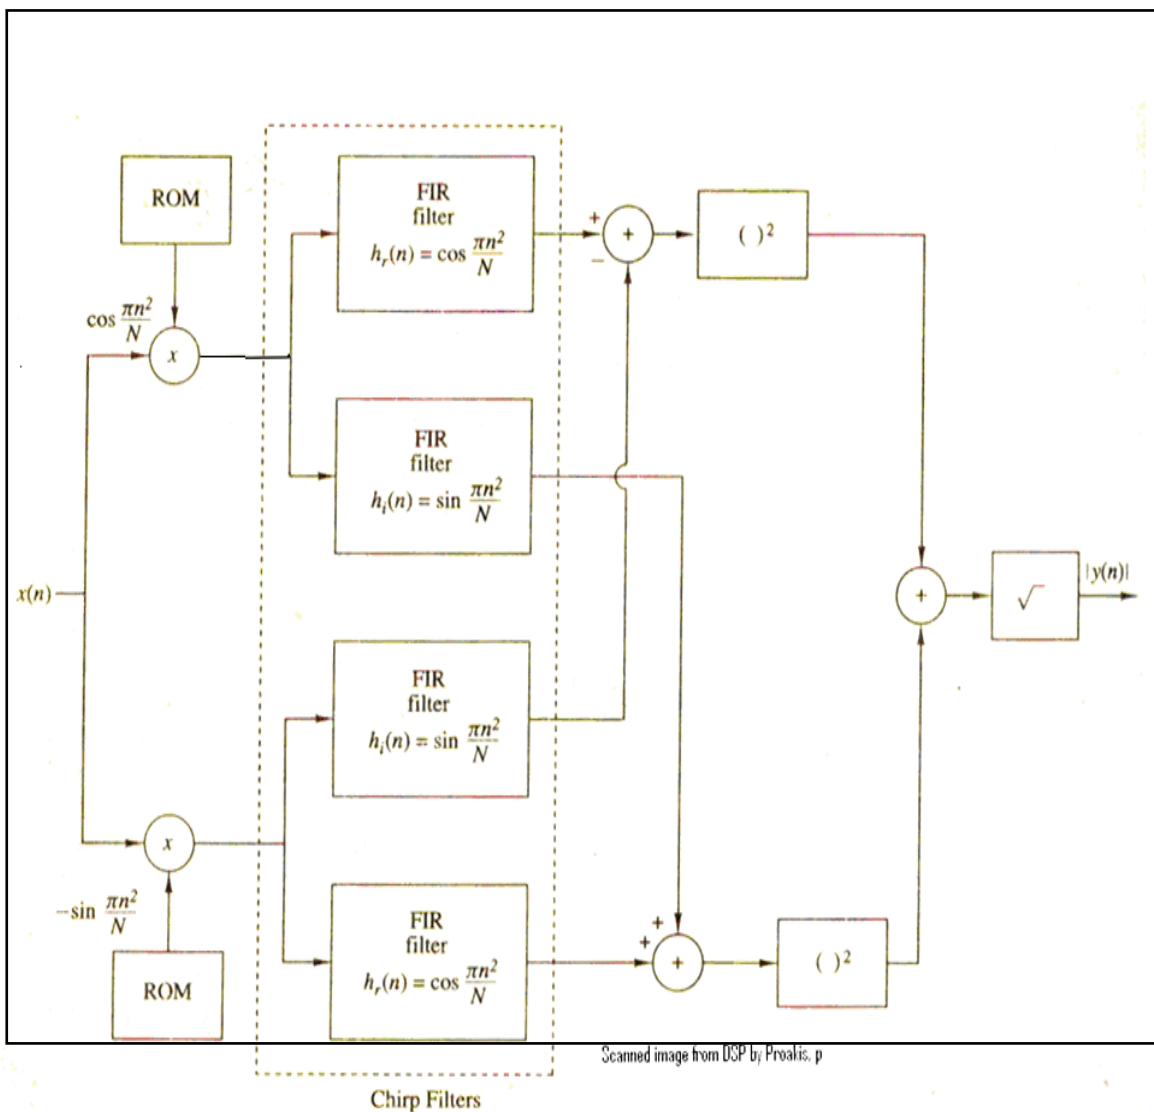 ROM
FIR
filter
h_r(n) = cos πn²/N
( )²
cos πn²/N
x
+
−
+
FIR
filter
h_i(n) = sin πn²/N
x(n)
+
√
|y(n)|
FIR
filter
h_i(n) = sin πn²/N
x
−sin πn²/N
ROM
FIR
filter
h_r(n) = cos πn²/N
+
+
+
( )²
Scanned image from DSP by Proakis, p
Chirp Filters